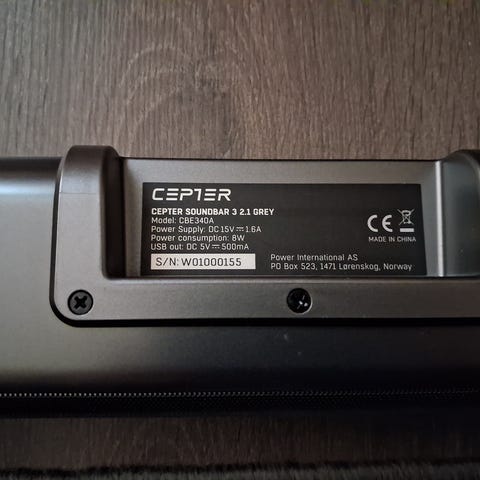 CEPTER
CEPTER SOUNDBAR 3 2.1 GREY
Model: CBE340A
Power Supply: DC 15V ⎓ 1.6A
Power consumption: 8W
USB out: DC 5V ⎓ 500mA
S/N: W01000155
CE
MADE IN CHINA
Power International AS
PO Box 523, 1471 Lørenskog, Norway